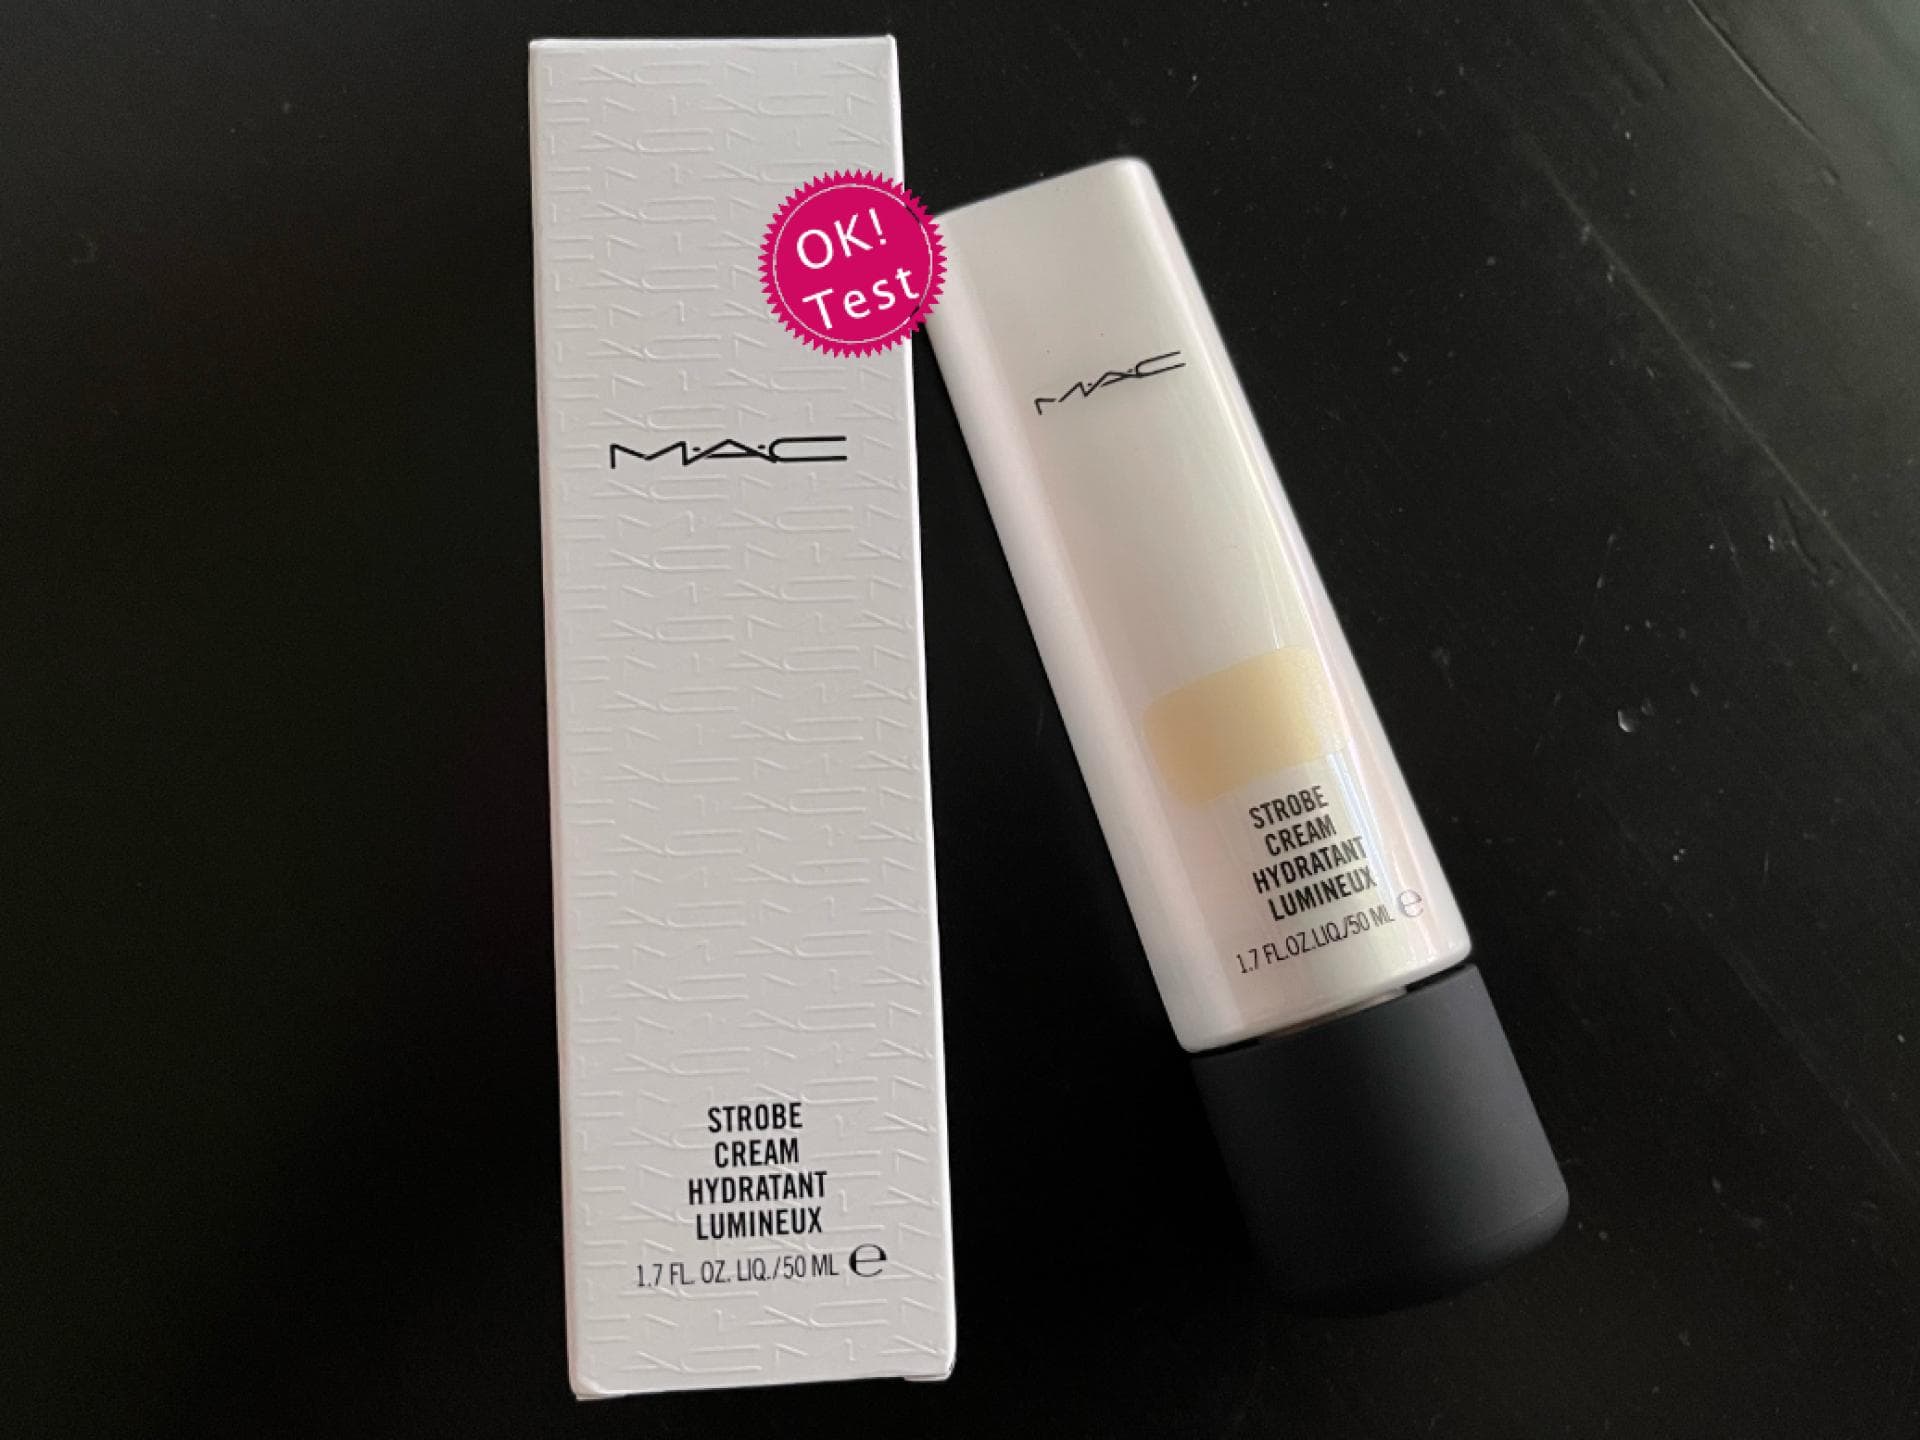 OK!
Test
M·A·C
STROBE
CREAM
HYDRATANT
LUMINEUX
1.7 FL. OZ. LIQ./50 ML e
M·A·C
STROBE
CREAM
HYDRATANT
LUMINEUX
1.7 FL.OZ.LIQ./50 ML e